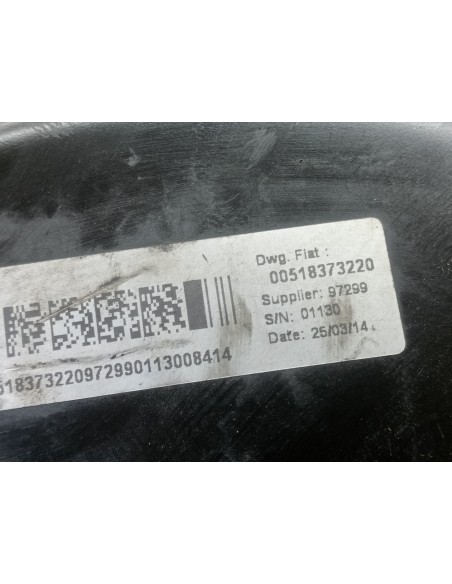 Dwg. Fiat :
00518373220
Supplier: 97299
S/N: 01130
Date: 25/03/14
518373220972990113008414